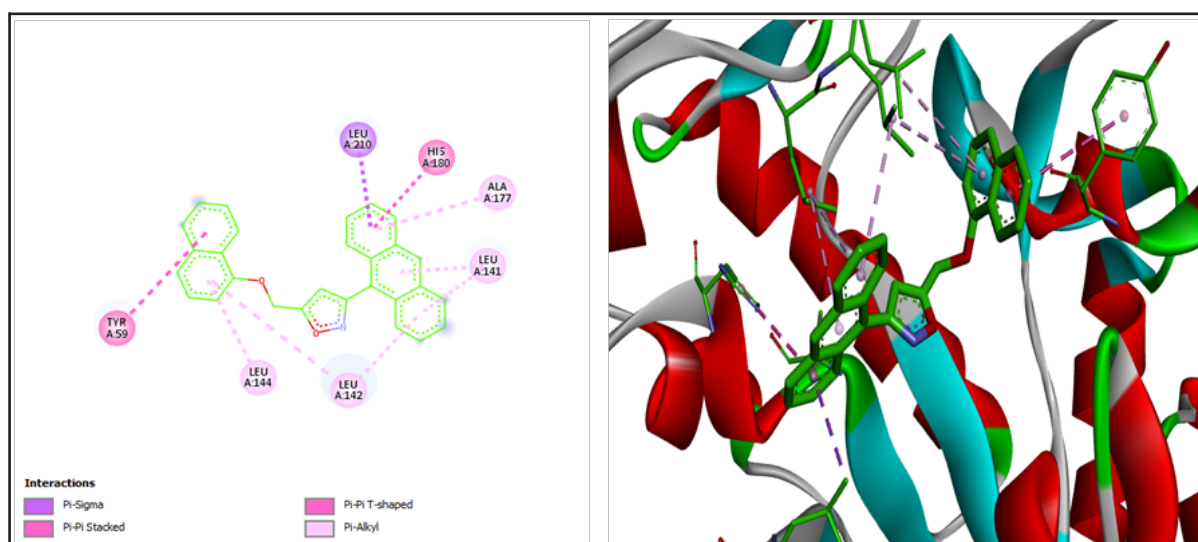 LEU
A:210
HIS
A:180
ALA
A:177
LEU
A:141
TYR
A:59
LEU
A:144
LEU
A:142
O
O
N
Interactions
Pi-Sigma
Pi-Pi Stacked
Pi-Pi T-shaped
Pi-Alkyl